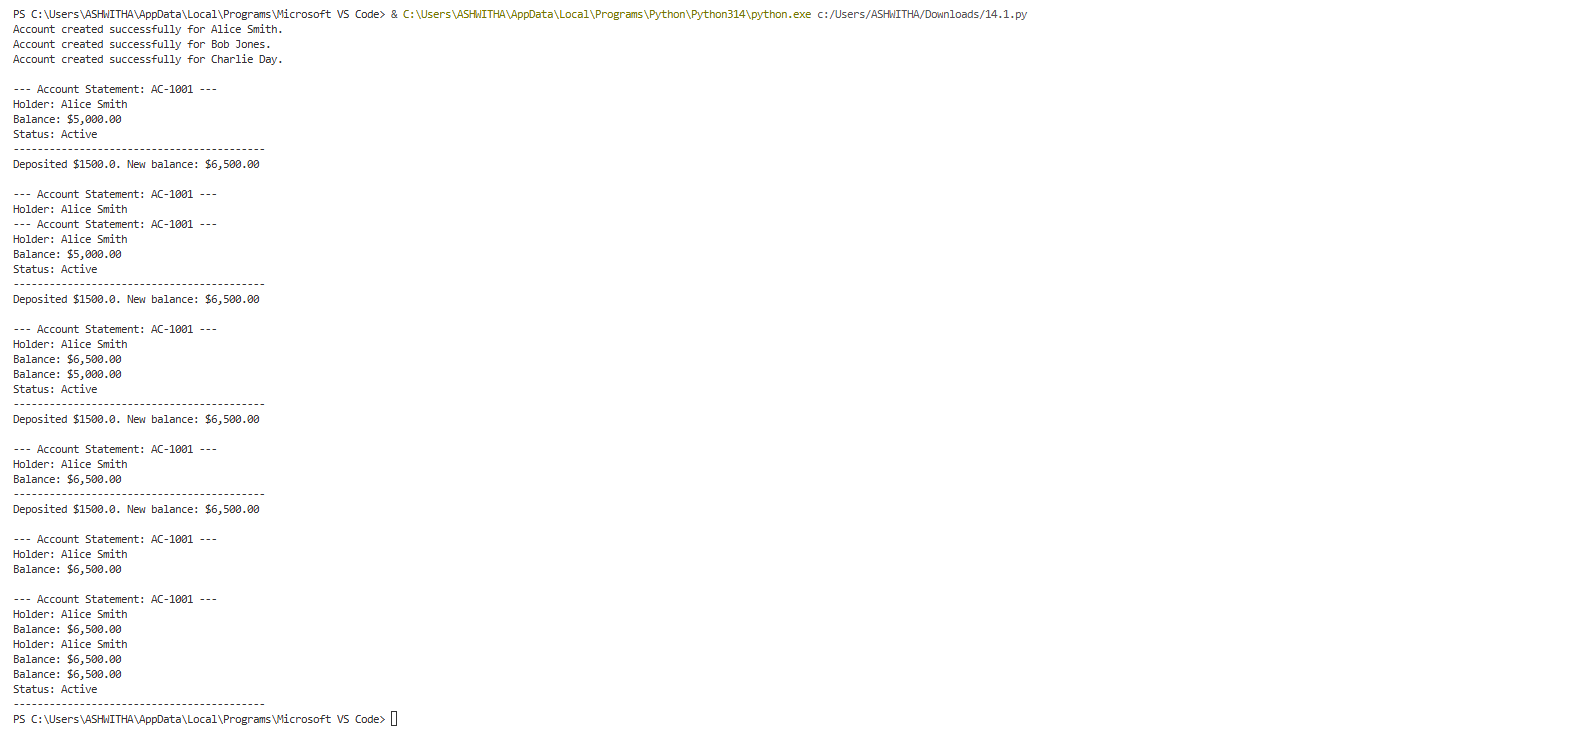 PS C:\Users\ASHWITHA\AppData\Local\Programs\Microsoft VS Code> & C:\Users\ASHWITHA\AppData\Local\Programs\Python\Python314\python.exe c:/Users/ASHWITHA/Downloads/14.1.py
Account created successfully for Alice Smith.
Account created successfully for Bob Jones.
Account created successfully for Charlie Day.

--- Account Statement: AC-1001 ---
Holder: Alice Smith
Balance: $5,000.00
Status: Active
------------------------------------------
Deposited $1500.0. New balance: $6,500.00

--- Account Statement: AC-1001 ---
Holder: Alice Smith
--- Account Statement: AC-1001 ---
Holder: Alice Smith
Balance: $5,000.00
Status: Active
------------------------------------------
Deposited $1500.0. New balance: $6,500.00

--- Account Statement: AC-1001 ---
Holder: Alice Smith
Balance: $6,500.00
Balance: $5,000.00
Status: Active
------------------------------------------
Deposited $1500.0. New balance: $6,500.00

--- Account Statement: AC-1001 ---
Holder: Alice Smith
Balance: $6,500.00
------------------------------------------
Deposited $1500.0. New balance: $6,500.00

--- Account Statement: AC-1001 ---
Holder: Alice Smith
Balance: $6,500.00

--- Account Statement: AC-1001 ---
Holder: Alice Smith
Balance: $6,500.00
Holder: Alice Smith
Balance: $6,500.00
Balance: $6,500.00
Status: Active
------------------------------------------
PS C:\Users\ASHWITHA\AppData\Local\Programs\Microsoft VS Code>